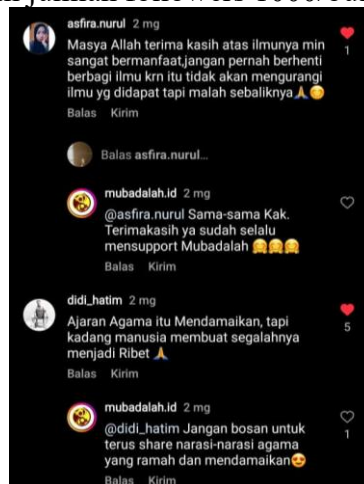 asfira.nurul 2 mg
Masya Allah terima kasih atas ilmunya min
sangat bermanfaat,jangan pernah berhenti
berbagi ilmu krn itu tidak akan mengurangi
ilmu yg didapat tapi malah sebaliknya🙏😊
1
Balas Kirim
Balas asfira.nurul...
mubadalah.id 2 mg
@asfira.nurul Sama-sama Kak.
Terimakasih ya sudah selalu
mensupport Mubadalah 🤗🤗🤗
Balas Kirim
didi_hatim 2 mg
Ajaran Agama itu Mendamaikan, tapi
kadang manusia membuat segalahnya
menjadi Ribet 🙏
5
Balas Kirim
mubadalah.id 2 mg
@didi_hatim Jangan bosan untuk
terus share narasi-narasi agama
yang ramah dan mendamaikan😍
1
Balas Kirim